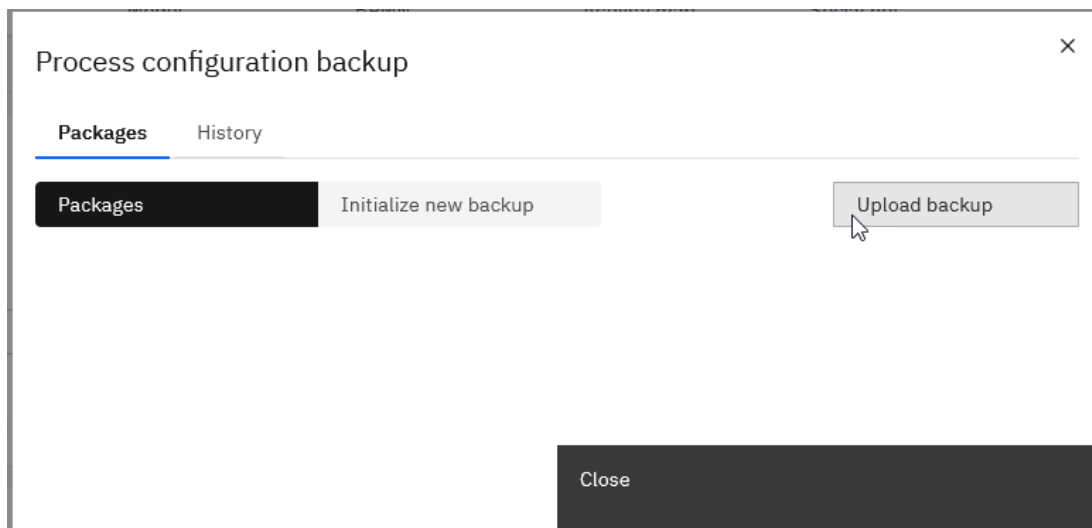 Process configuration backup
Packages History
Packages Initialize new backup Upload backup
Close